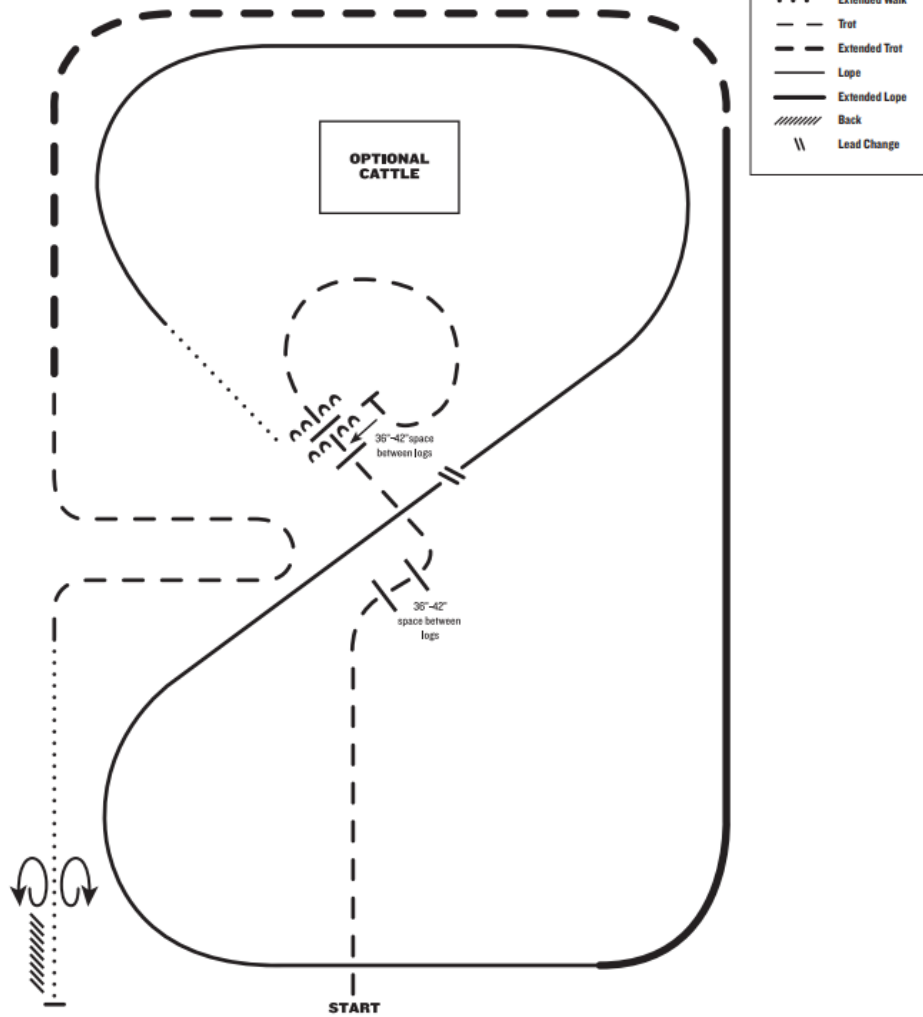 Extended Walk
Trot
Extended Trot
Lope
Extended Lope
Back
Lead Change
OPTIONAL
CATTLE
36"-42" space
between logs
36"-42"
space between
logs
START